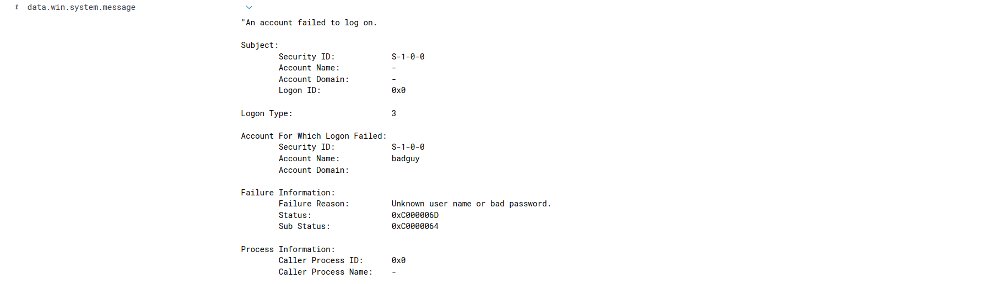 t data.win.system.message
"An account failed to log on.
Subject:
Security ID: S-1-0-0
Account Name: -
Account Domain: -
Logon ID: 0x0
Logon Type: 3
Account For Which Logon Failed:
Security ID: S-1-0-0
Account Name: badguy
Account Domain:
Failure Information:
Failure Reason: Unknown user name or bad password.
Status: 0xC000006D
Sub Status: 0xC0000064
Process Information:
Caller Process ID: 0x0
Caller Process Name: -